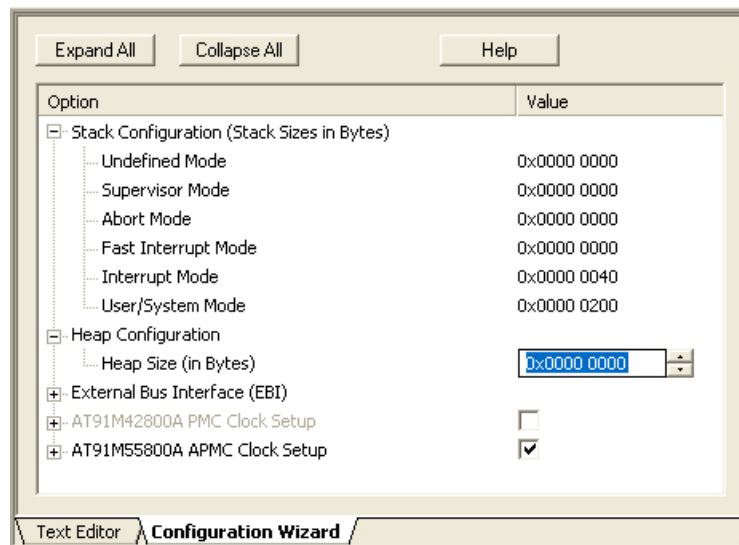 Expand All Collapse All Help
Option Value
Stack Configuration (Stack Sizes in Bytes)
Undefined Mode 0x0000 0000
Supervisor Mode 0x0000 0000
Abort Mode 0x0000 0000
Fast Interrupt Mode 0x0000 0000
Interrupt Mode 0x0000 0040
User/System Mode 0x0000 0200
Heap Configuration
Heap Size (in Bytes) 0x0000 0000
External Bus Interface (EBI)
AT91M42800A PMC Clock Setup
AT91M55800A APMC Clock Setup
Text Editor Configuration Wizard